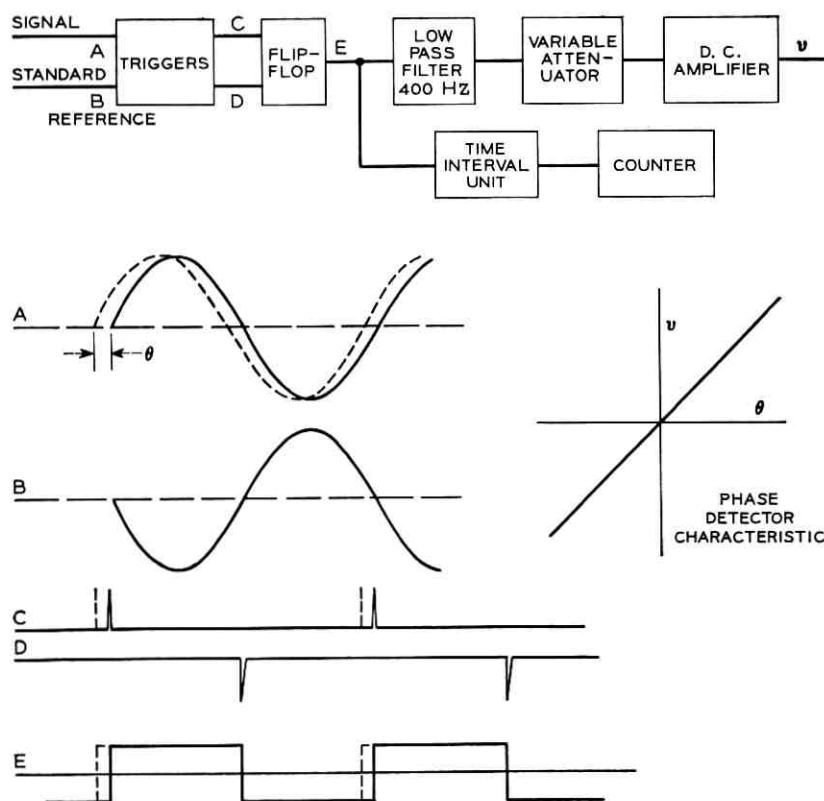 SIGNAL
A
STANDARD
B
REFERENCE
TRIGGERS
C
D
FLIP-
FLOP
E
LOW
PASS
FILTER
400 HZ
VARIABLE
ATTEN-
UATOR
D. C.
AMPLIFIER
υ
TIME
INTERVAL
UNIT
COUNTER
A
θ
B
C
D
E
υ
θ
PHASE
DETECTOR
CHARACTERISTIC